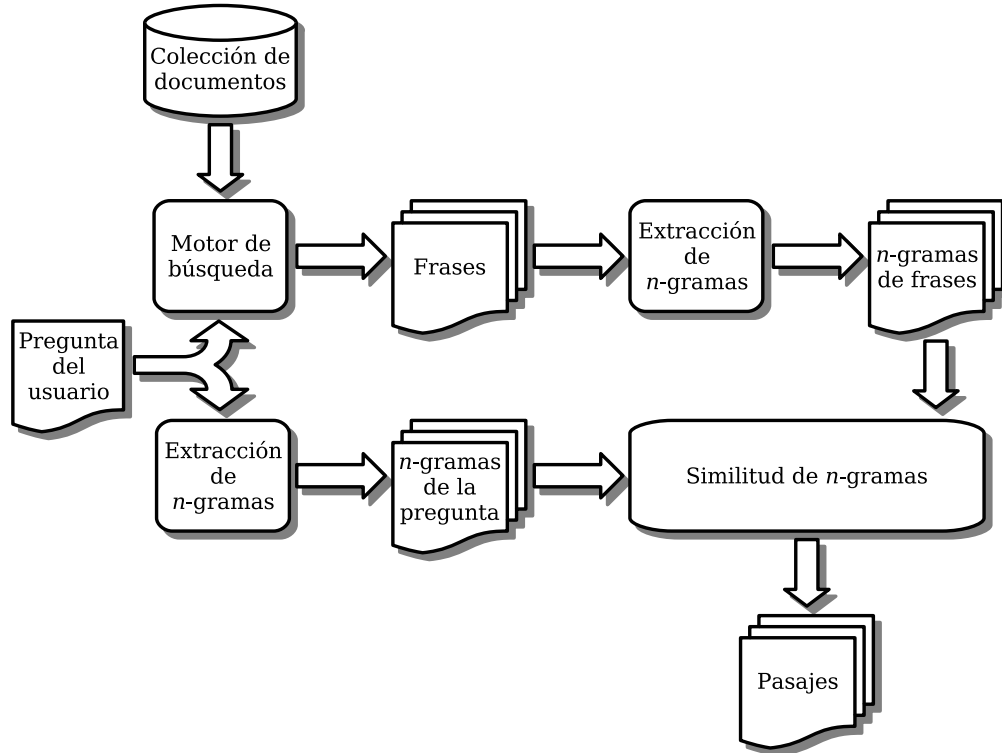 Colección de
documentos
Motor de
búsqueda
Frases
Extracción
de
n-gramas
n-gramas
de frases
Pregunta
del
usuario
Extracción
de
n-gramas
n-gramas
de la
pregunta
Similitud de n-gramas
Pasajes